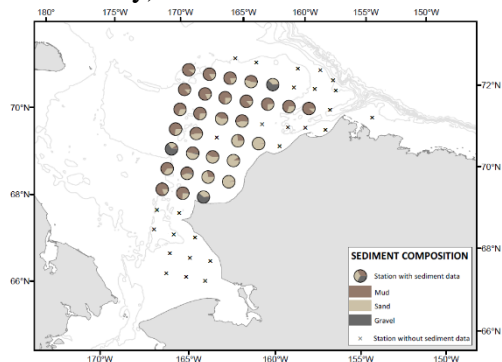 180° 175°W 170°W 165°W 160°W 155°W 150°W
72°N
70°N
70°N
68°N
68°N
66°N
66°N
SEDIMENT COMPOSITION
Station with sediment data
Mud
Sand
Gravel
× Station without sediment data
170°W 165°W 160°W 155°W 150°W